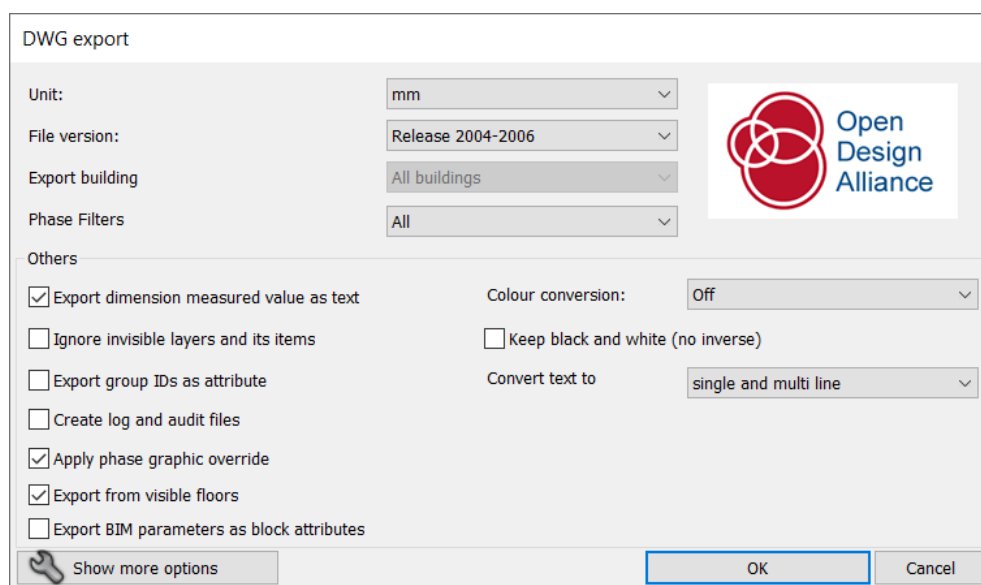 DWG export
Unit:
mm
File version:
Release 2004-2006
Export building
All buildings
Phase Filters
All
Open
Design
Alliance
Others
Export dimension measured value as text
Colour conversion:
Off
Ignore invisible layers and its items
Keep black and white (no inverse)
Export group IDs as attribute
Convert text to
single and multi line
Create log and audit files
Apply phase graphic override
Export from visible floors
Export BIM parameters as block attributes
Show more options
OK
Cancel